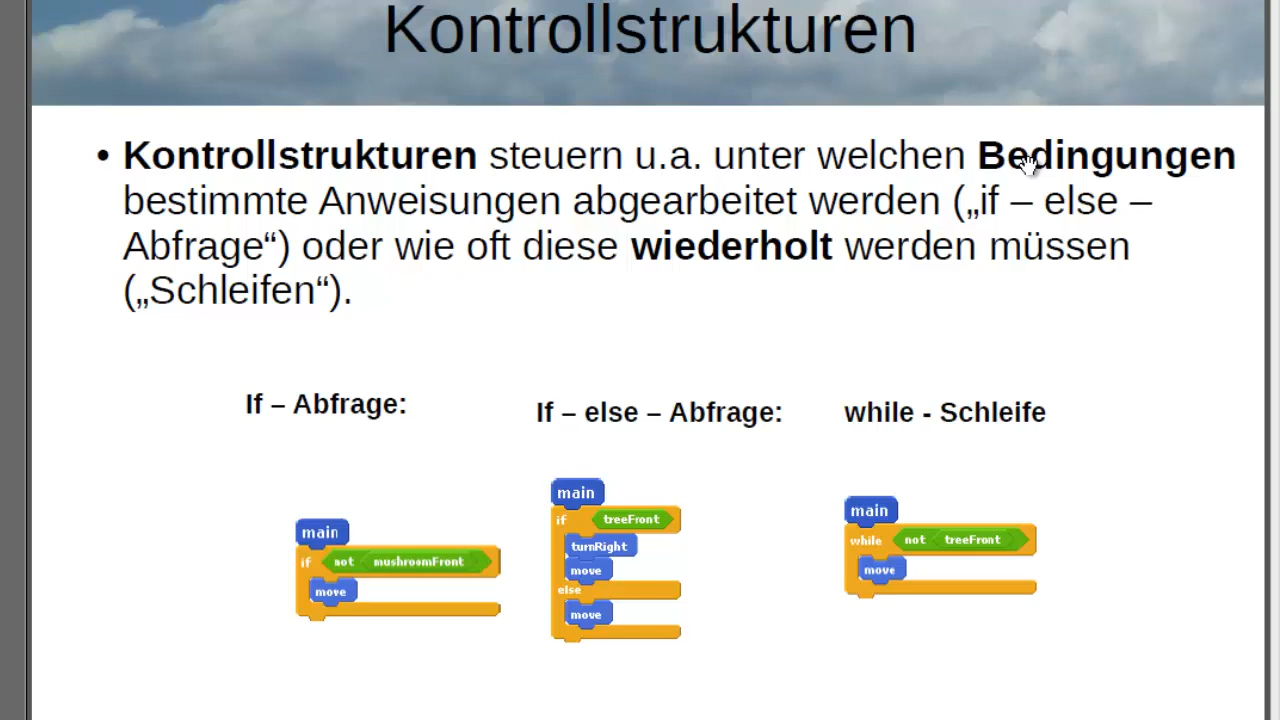 Kontrollstrukturen
• Kontrollstrukturen steuern u.a. unter welchen Bedingungen
bestimmte Anweisungen abgearbeitet werden („if – else –
Abfrage“) oder wie oft diese wiederholt werden müssen
(„Schleifen“).
If – Abfrage:
main
if not mushroomFront
move
If – else – Abfrage:
main
if treeFront
turnRight
move
else
move
while - Schleife
main
while not treeFront
move